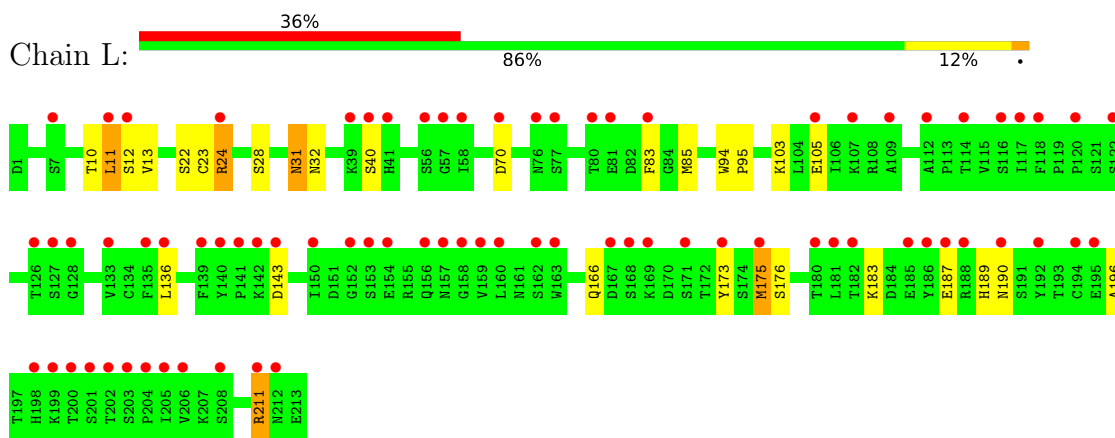 36%
Chain L:
86% 12% •
D1 S7 T10 L11 S12 V13 S22 C23 R24 S28 N31 N32 K39 S40 H41 S56 G57 I58 D70 N76 S77 T80 E81 D82 F83 G84 M85 W94 P95 K103 L104 E105 I106 K107 R108 A109 A112 P113 T114 V115 S116 I117 F118 P119 P120 S121 S122
T126 S127 G128 V133 C134 F135 L136 F139 Y140 P141 K142 D143 I150 D151 G152 S153 E154 R155 Q156 N157 G158 V159 L160 N161 S162 W163 Q166 D167 S168 K169 D170 S171 T172 Y173 S174 M175 S176 T180 L181 T182 K183 D184 E185 Y186 E187 R188 H189 N190 S191 Y192 T193 C194 E195 A196
T197 H198 K199 T200 S201 T202 S203 P204 I205 V206 K207 S208 R211 N212 E213